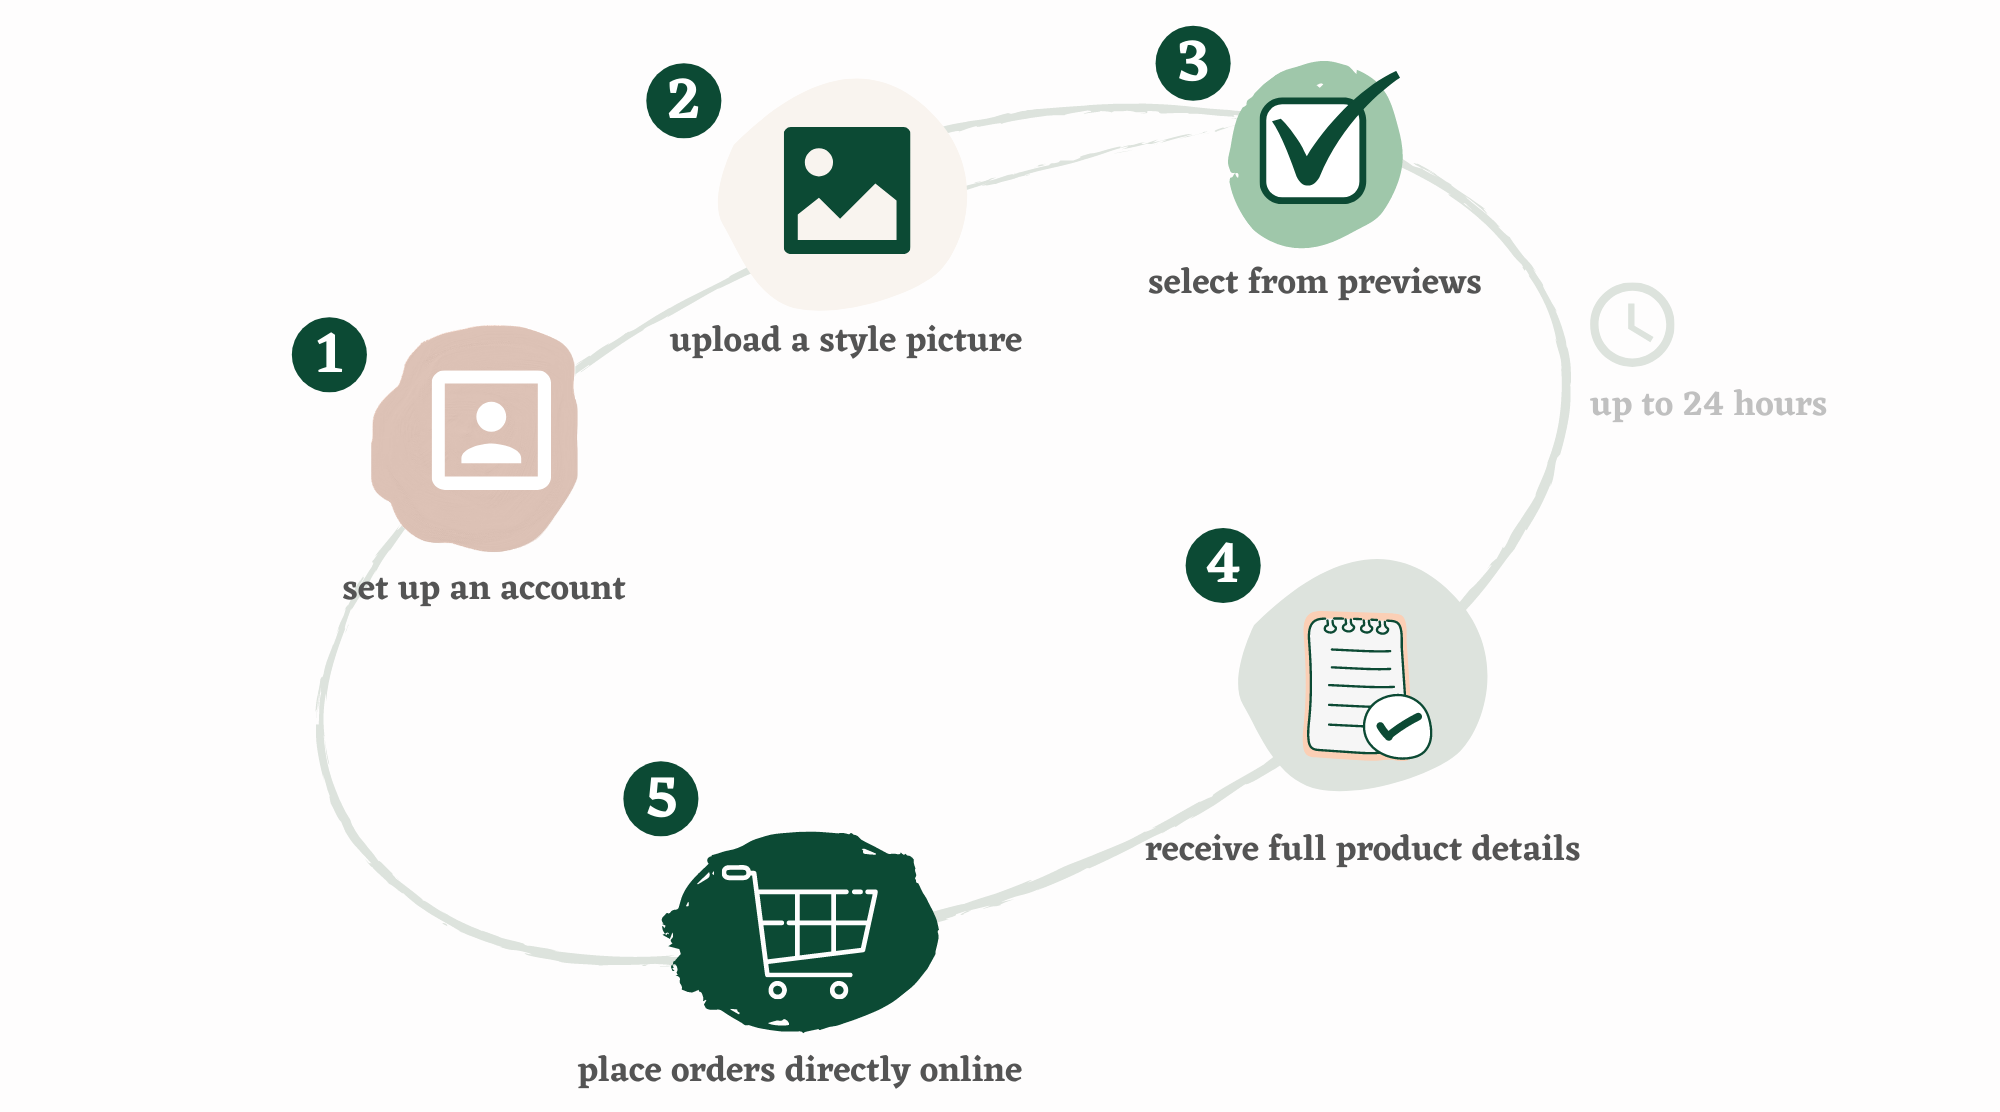 1
set up an account
2
upload a style picture
3
select from previews
up to 24 hours
4
receive full product details
5
place orders directly online